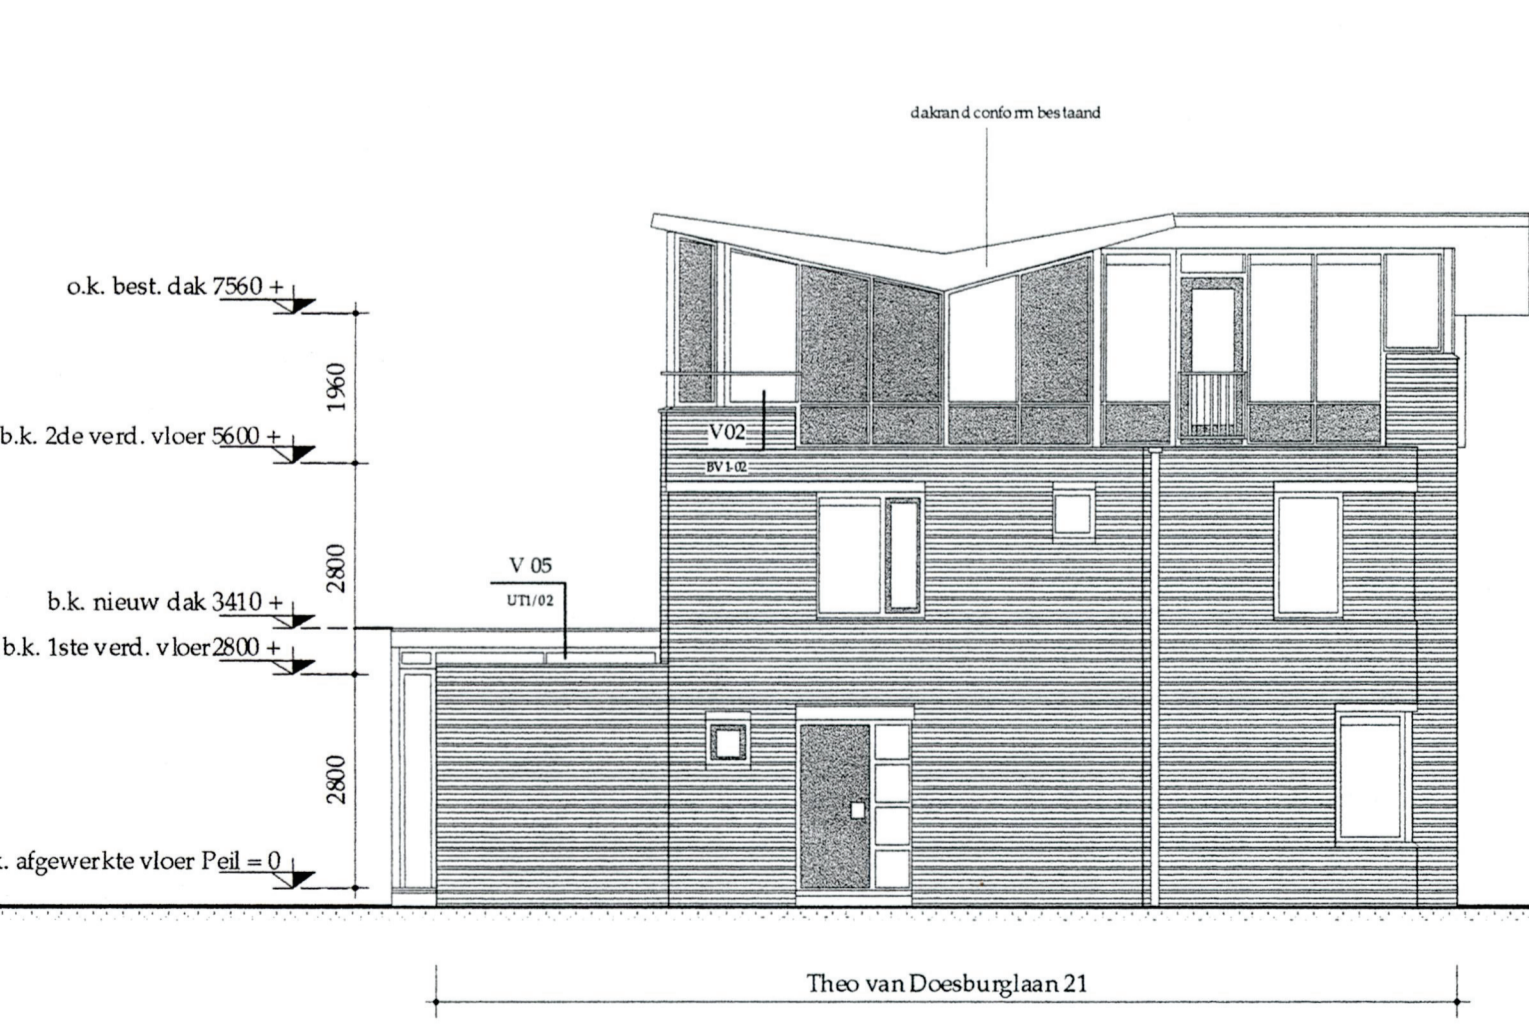 dakrand conform bestaand
o.k. best. dak 7560 +
1960
b.k. 2de verd. vloer 5600 +
V02
BV1-02
2800
V 05
UT1/02
b.k. nieuw dak 3410 +
b.k. 1ste verd. vloer 2800 +
2800
k. afgewerkte vloer Peil = 0
Theo van Doesburglaan 21